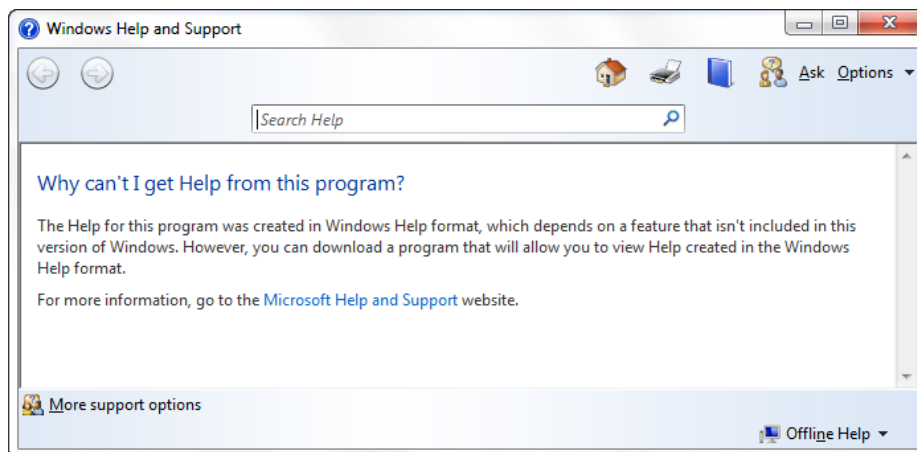 Windows Help and Support
Ask Options
Search Help
Why can't I get Help from this program?
The Help for this program was created in Windows Help format, which depends on a feature that isn't included in this
version of Windows. However, you can download a program that will allow you to view Help created in the Windows
Help format.
For more information, go to the Microsoft Help and Support website.
More support options
Offline Help